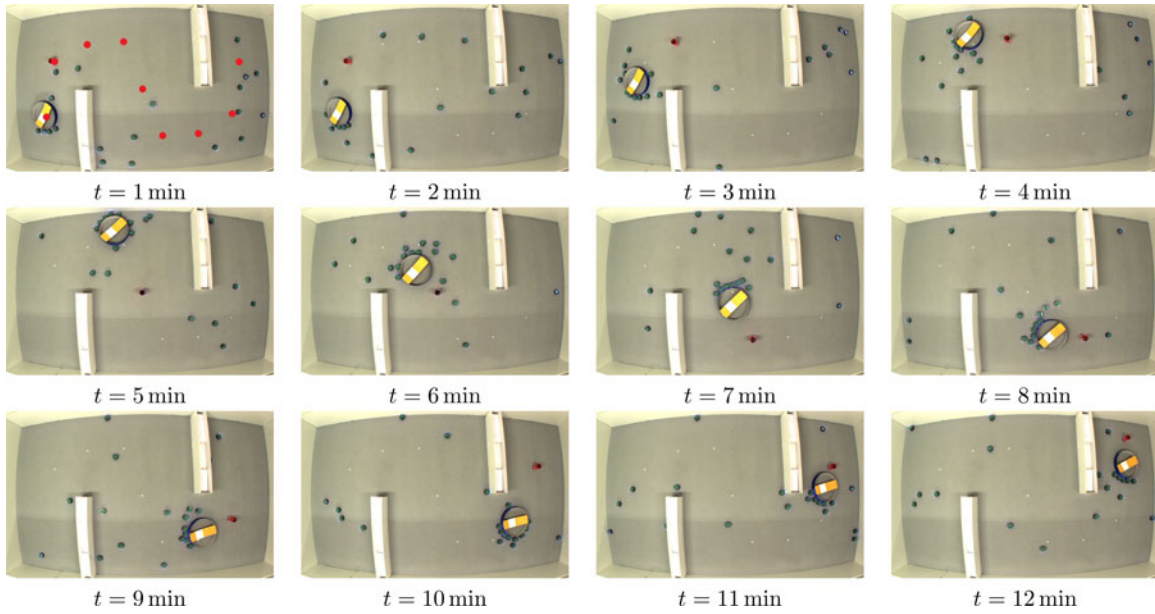 t = 1 min
t = 2 min
t = 3 min
t = 4 min
t = 5 min
t = 6 min
t = 7 min
t = 8 min
t = 9 min
t = 10 min
t = 11 min
t = 12 min